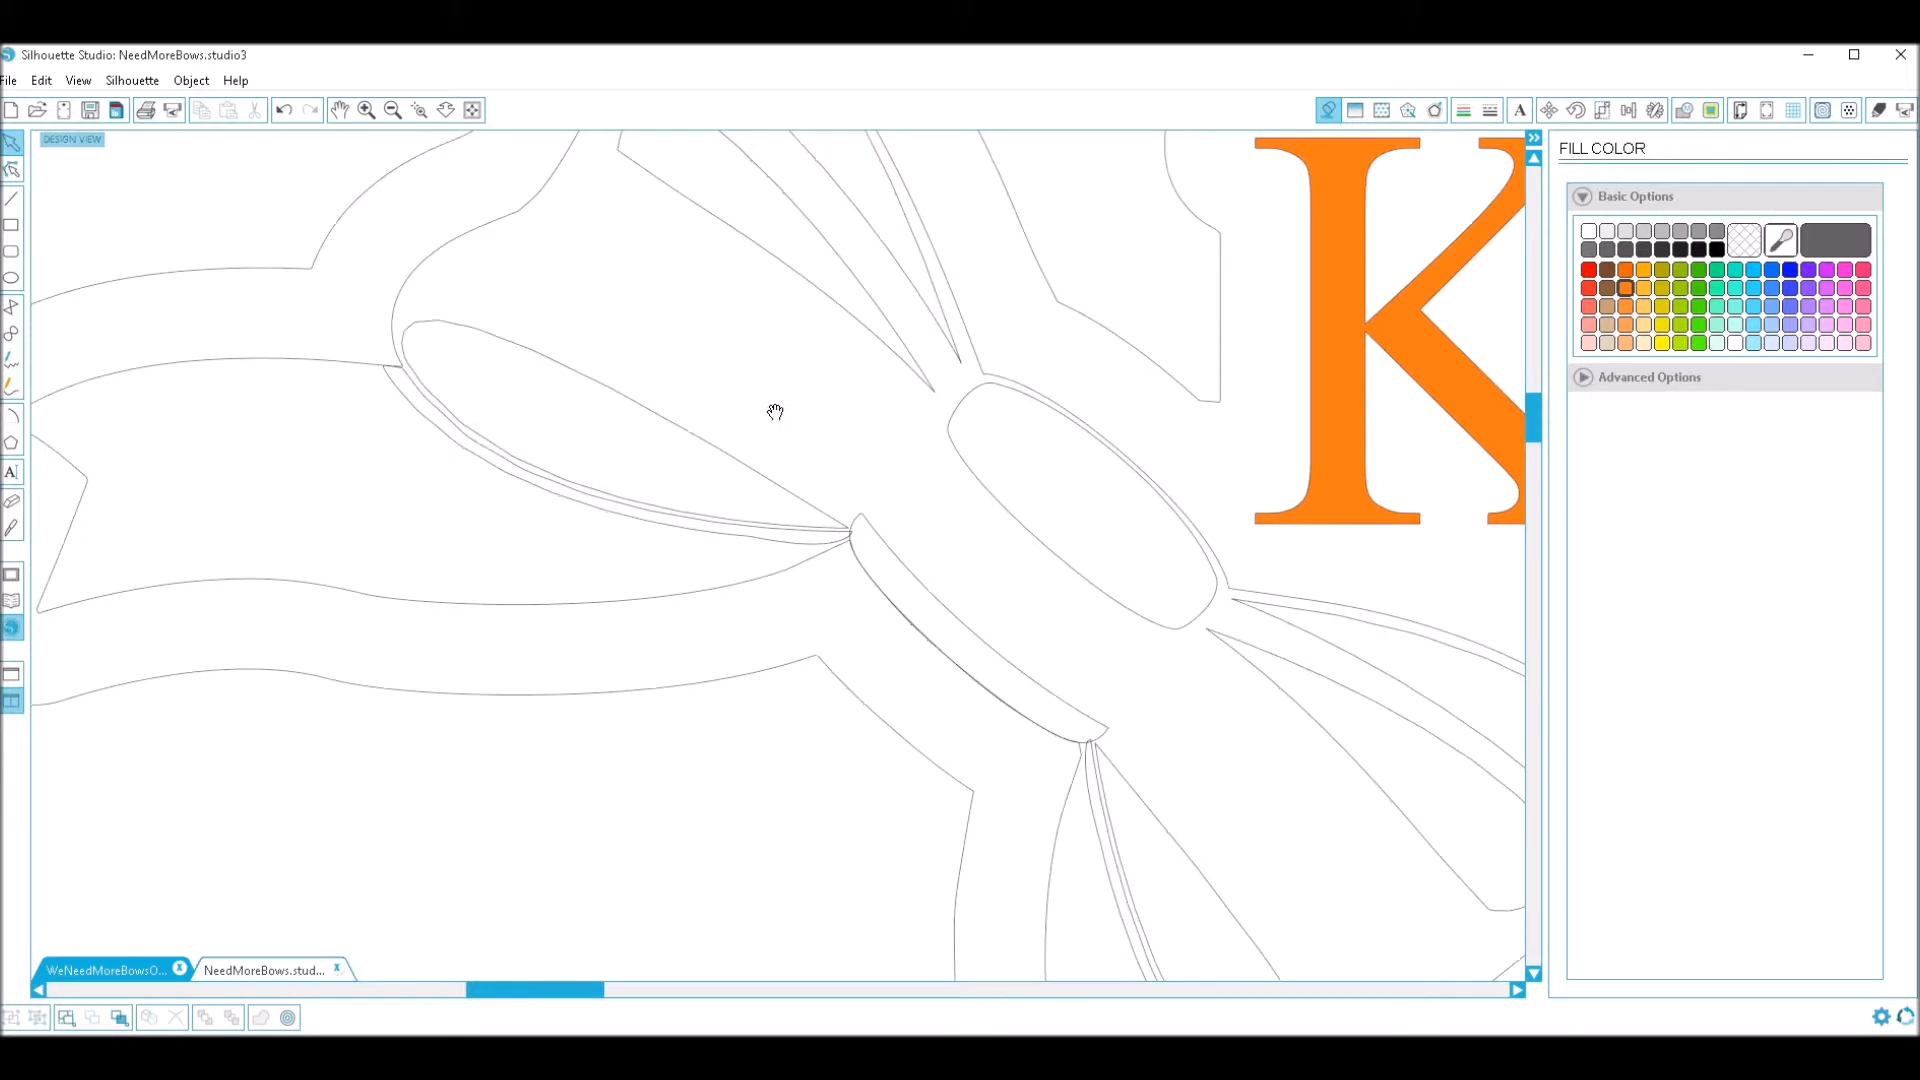 Silhouette Studio: NeedMoreBows.studio3
File Edit View Silhouette Object Help
DESIGN VIEW
FILL COLOR
Basic Options
Advanced Options
K
WeNeedMoreBowsO... x NeedMoreBows.stud... x